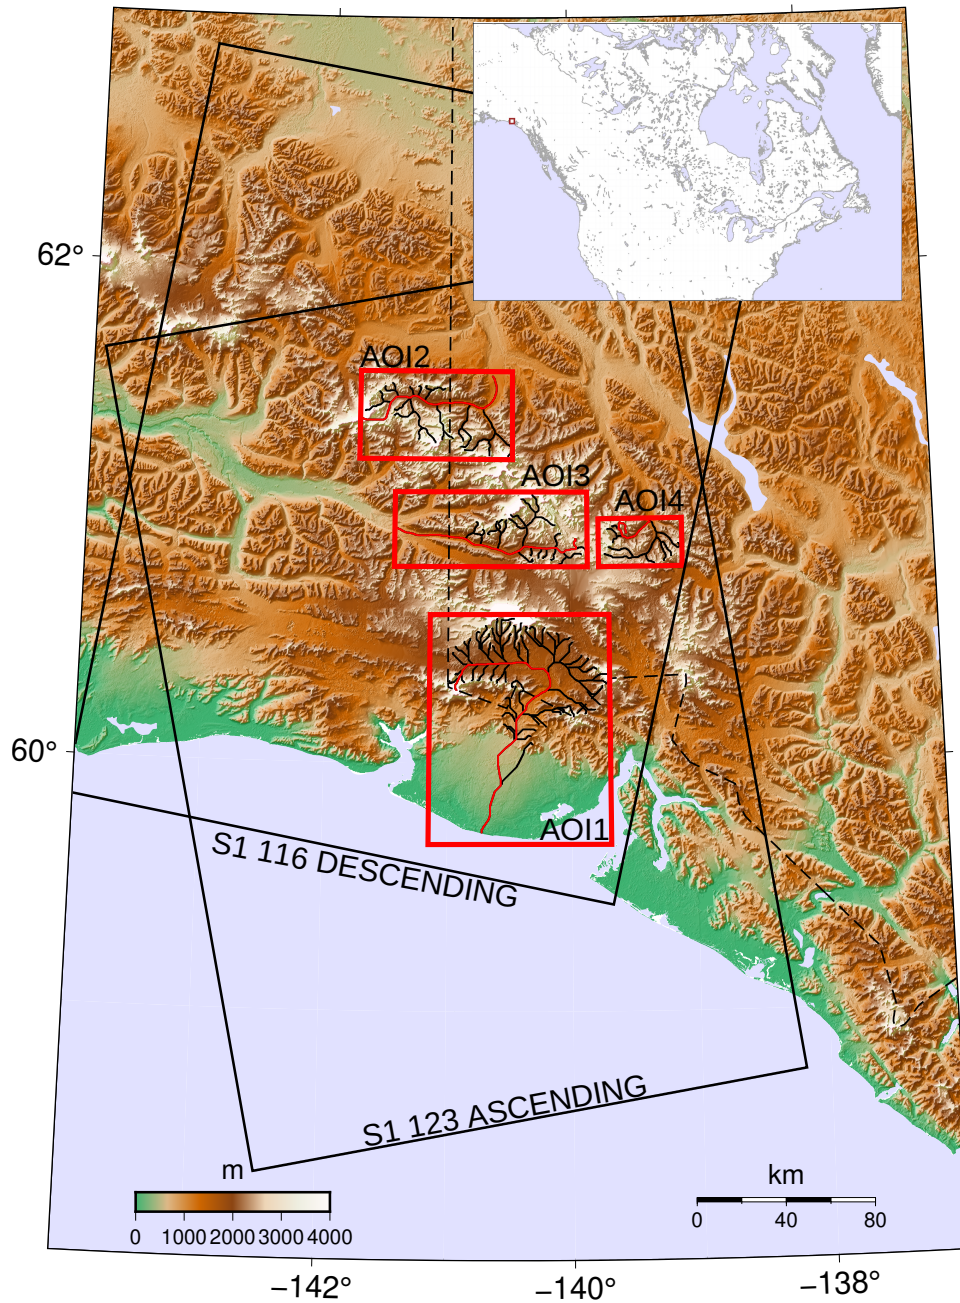 62°
AOI2
AOI3
AOI4
60°
AOI1
S1 116 DESCENDING
S1 123 ASCENDING
m
0 1000 2000 3000 4000
km
0 40 80
−142° −140° −138°